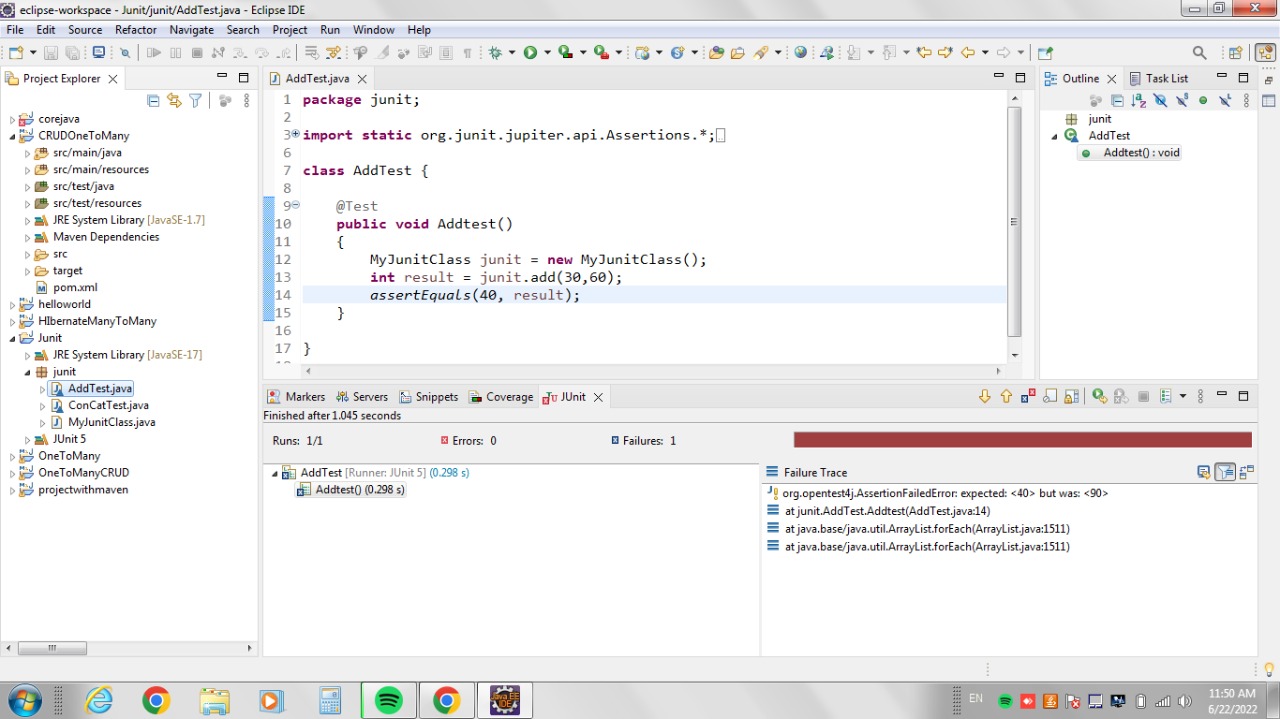 eclipse-workspace - Junit/junit/AddTest.java - Eclipse IDE
File Edit Source Refactor Navigate Search Project Run Window Help
Project Explorer
corejava
CRUDOneToMany
src/main/java
src/main/resources
src/test/java
src/test/resources
JRE System Library [JavaSE-1.7]
Maven Dependencies
src
target
pom.xml
helloworld
HIbernateManyToMany
Junit
JRE System Library [JavaSE-17]
junit
AddTest.java
ConCatTest.java
MyJunitClass.java
JUnit 5
OneToMany
OneToManyCRUD
projectwithmaven
AddTest.java
1 package junit;
2
3 import static org.junit.jupiter.api.Assertions.*;
6
7 class AddTest {
8
9 @Test
10 public void Addtest()
11 {
12 MyJunitClass junit = new MyJunitClass();
13 int result = junit.add(30,60);
14 assertEquals(40, result);
15 }
16
17 }
Outline Task List
junit
AddTest
Addtest() : void
Markers Servers Snippets Coverage JUnit
Finished after 1.045 seconds
Runs: 1/1 Errors: 0 Failures: 1
AddTest [Runner: JUnit 5] (0.298 s)
Addtest() (0.298 s)
Failure Trace
org.opentest4j.AssertionFailedError: expected: <40> but was: <90>
at junit.AddTest.Addtest(AddTest.java:14)
at java.base/java.util.ArrayList.forEach(ArrayList.java:1511)
at java.base/java.util.ArrayList.forEach(ArrayList.java:1511)
Java EE
IDE
EN
11:50 AM
6/22/2022